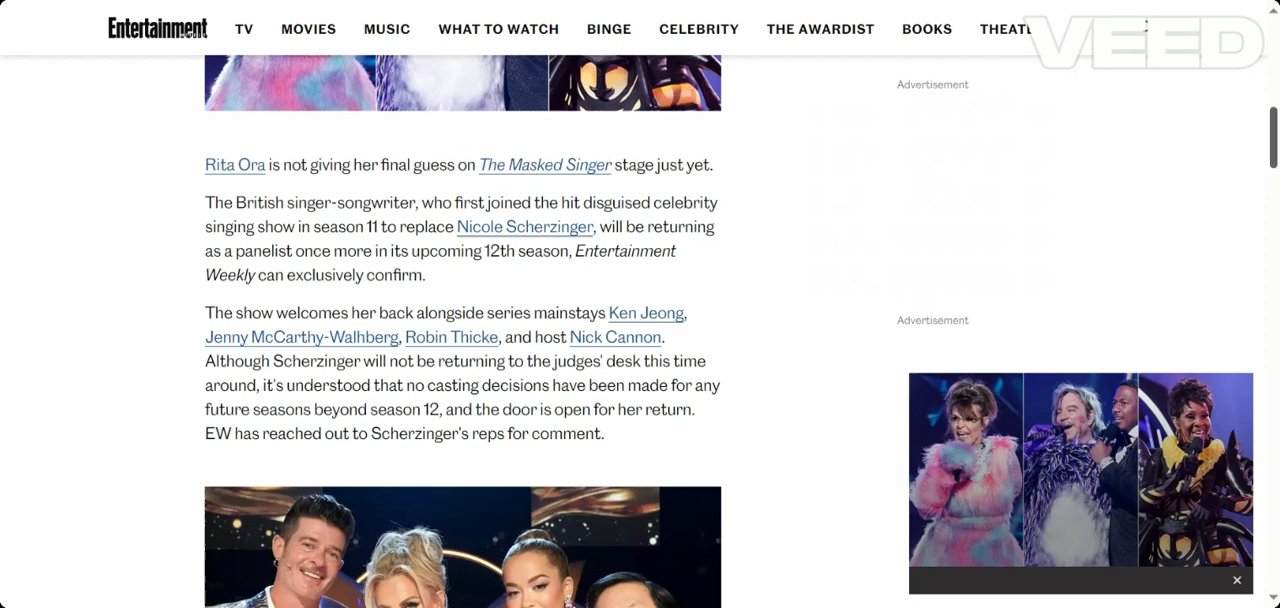 Entertainment TV MOVIES MUSIC WHAT TO WATCH BINGE CELEBRITY THE AWARDIST BOOKS
VEED
Advertisement
Rita Ora is not giving her final guess on The Masked Singer stage just yet.
The British singer-songwriter, who first joined the hit disguised celebrity
singing show in season 11 to replace Nicole Scherzinger, will be returning
as a panelist once more in its upcoming 12th season, Entertainment
Weekly can exclusively confirm.
The show welcomes her back alongside series mainstays Ken Jeong,
Jenny McCarthy-Walhberg, Robin Thicke, and host Nick Cannon.
Although Scherzinger will not be returning to the judges' desk this time
around, it's understood that no casting decisions have been made for any
future seasons beyond season 12, and the door is open for her return.
EW has reached out to Scherzinger's reps for comment.
Advertisement